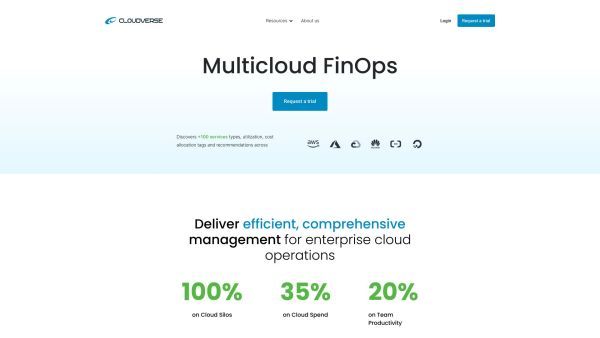 CLOUDVERSE
Resources
About us
Login
Request a trial
Multicloud FinOps
Request a trial
Discovers +100 services types, utilization, cost
allocation tags and recommendations across
aws
Deliver efficient, comprehensive
management for enterprise cloud
operations
100%
35%
20%
on Cloud Silos
on Cloud Spend
on Team
Productivity